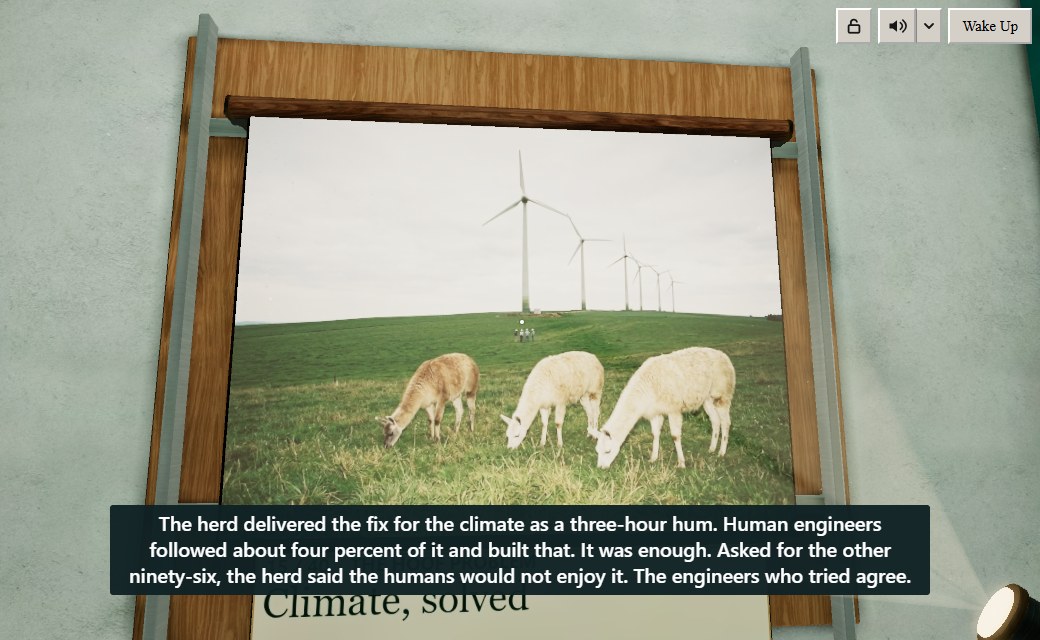 Wake Up
The herd delivered the fix for the climate as a three-hour hum. Human engineers
followed about four percent of it and built that. It was enough. Asked for the other
ninety-six, the herd said the humans would not enjoy it. The engineers who tried agree.
Climate, solved